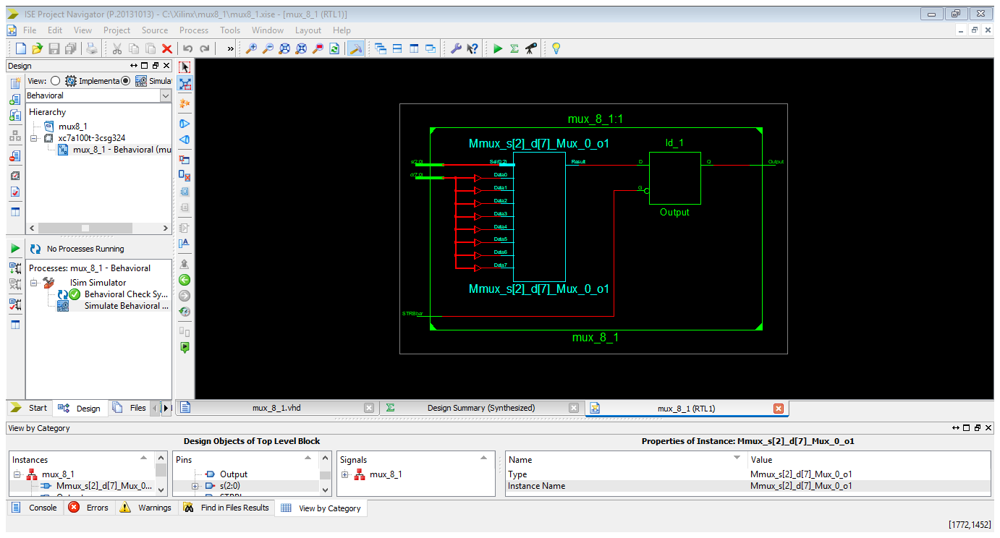 ISE Project Navigator (P.20131013) - C:\Xilinx\mux8_1\mux8_1.xise - [mux_8_1 (RTL1)]
File Edit View Project Source Process Tools Window Layout Help
»
Design
View: Implementa Simula
Behavioral
Hierarchy
mux8_1
xc7a100t-3csg324
mux_8_1 - Behavioral (mu
No Processes Running
Processes: mux_8_1 - Behavioral
ISim Simulator
Behavioral Check Sy...
Simulate Behavioral ...
Start Design Files
mux_8_1:1
Mmux_s[2]_d[7]_Mux_0_o1
ld_1
s(2:0) Sel(0:2) Result D Q Output
d(7:0) Data0
Data1 G
Data2
Data3
Data4
Data5
Data6
Data7
Output
Mmux_s[2]_d[7]_Mux_0_o1
STRBbar
mux_8_1
mux_8_1.vhd Design Summary (Synthesized) mux_8_1 (RTL1)
View by Category
Design Objects of Top Level Block Properties of Instance: Mmux_s[2]_d[7]_Mux_0_o1
Instances Pins Signals Name Value
mux_8_1 Output mux_8_1 Type Mmux_s[2]_d[7]_Mux_0_o1
Mmux_s[2]_d[7]_Mux_0... s(2:0) Instance Name Mmux_s[2]_d[7]_Mux_0_o1
Console Errors Warnings Find in Files Results View by Category
[1772,1452]